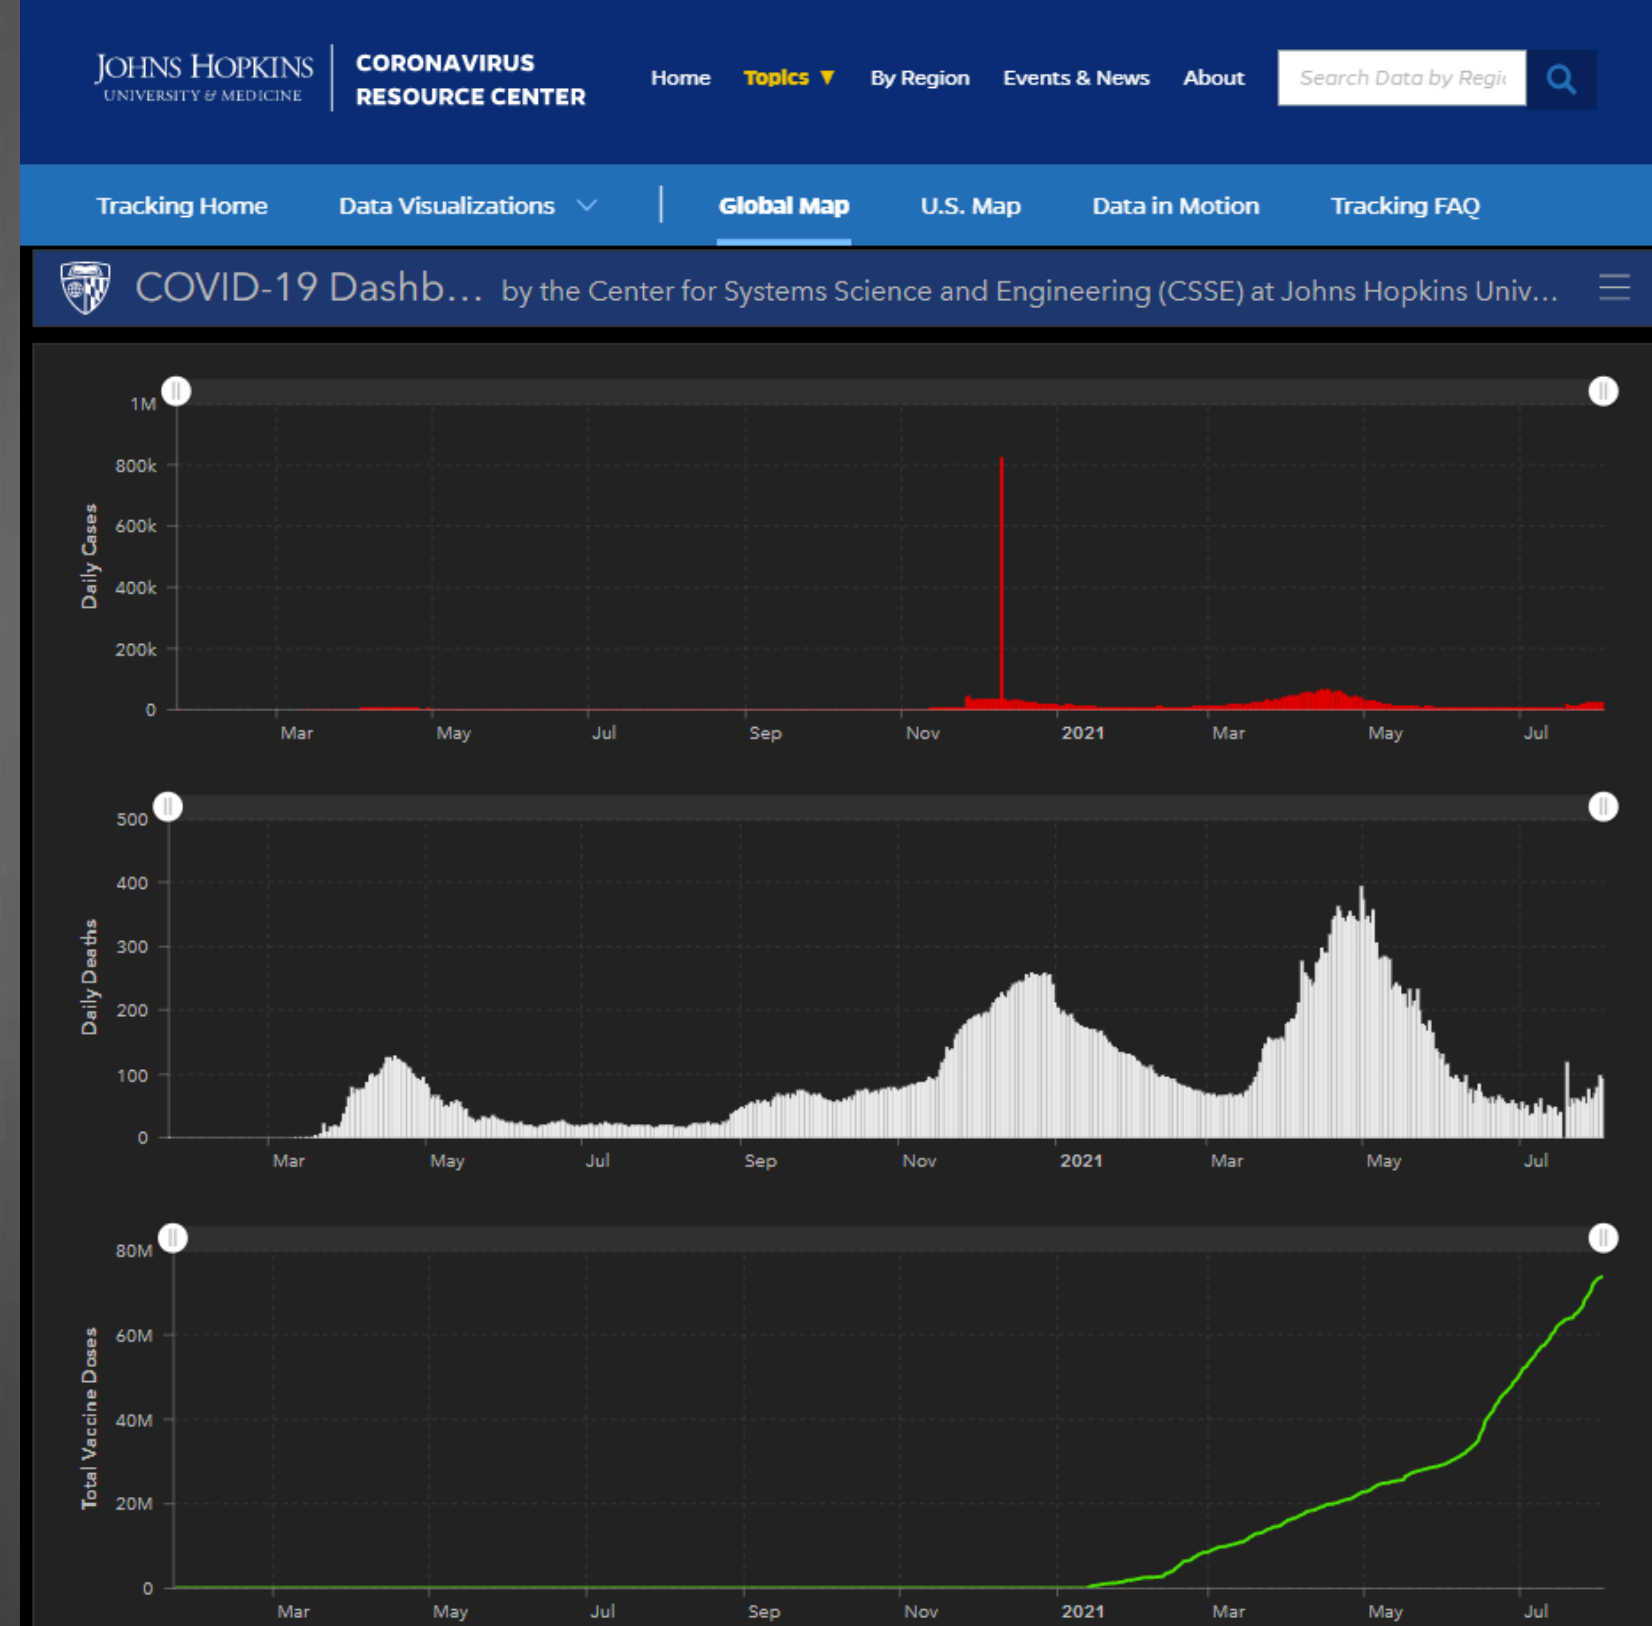 JOHNS HOPKINS
UNIVERSITY & MEDICINE
CORONAVIRUS
RESOURCE CENTER
Home Topics ▼ By Region Events & News About Search Data by Regi
Tracking Home Data Visualizations Global Map U.S. Map Data in Motion Tracking FAQ
COVID-19 Dashb... by the Center for Systems Science and Engineering (CSSE) at Johns Hopkins Univ...
Daily Cases
1M
800k
600k
400k
200k
0
Mar May Jul Sep Nov 2021 Mar May Jul
Daily Deaths
500
400
300
200
100
0
Mar May Jul Sep Nov 2021 Mar May Jul
Total Vaccine Doses
80M
60M
40M
20M
0
Mar May Jul Sep Nov 2021 Mar May Jul